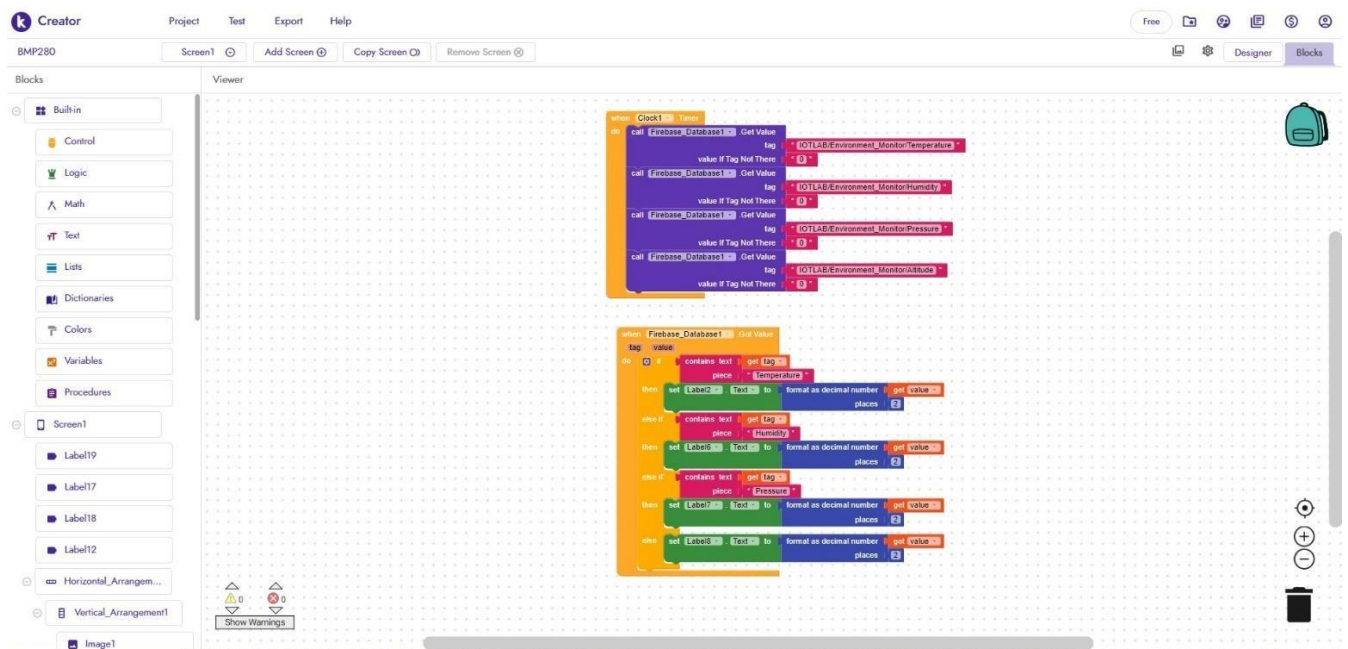 Creator Project Test Export Help Free
BMP280 Screen1 Add Screen Copy Screen Remove Screen Designer Blocks
Blocks Viewer
Built-in
Control
Logic
Math
Text
Lists
Dictionaries
Colors
Variables
Procedures
Screen1
Label19
Label17
Label18
Label12
Horizontal_Arrangem...
Vertical_Arrangement1
Image1
when Clock1 .Timer
do call Firebase_Database1 .Get Value
tag " IOTLAB/Environment_Monitor/Temperature "
value If Tag Not There " 0 "
call Firebase_Database1 .Get Value
tag " IOTLAB/Environment_Monitor/Humidity "
value If Tag Not There " 0 "
call Firebase_Database1 .Get Value
tag " IOTLAB/Environment_Monitor/Pressure "
value If Tag Not There " 0 "
call Firebase_Database1 .Get Value
tag " IOTLAB/Environment_Monitor/Altitude "
value If Tag Not There " 0 "
when Firebase_Database1 .Got Value
tag value
do if contains text get tag
piece " Temperature "
then set Label2 . Text to format as decimal number get value
places 2
else if contains text get tag
piece " Humidity "
then set Label6 . Text to format as decimal number get value
places 2
else if contains text get tag
piece " Pressure "
then set Label7 . Text to format as decimal number get value
places 2
else set Label8 . Text to format as decimal number get value
places 2
0 0
Show Warnings